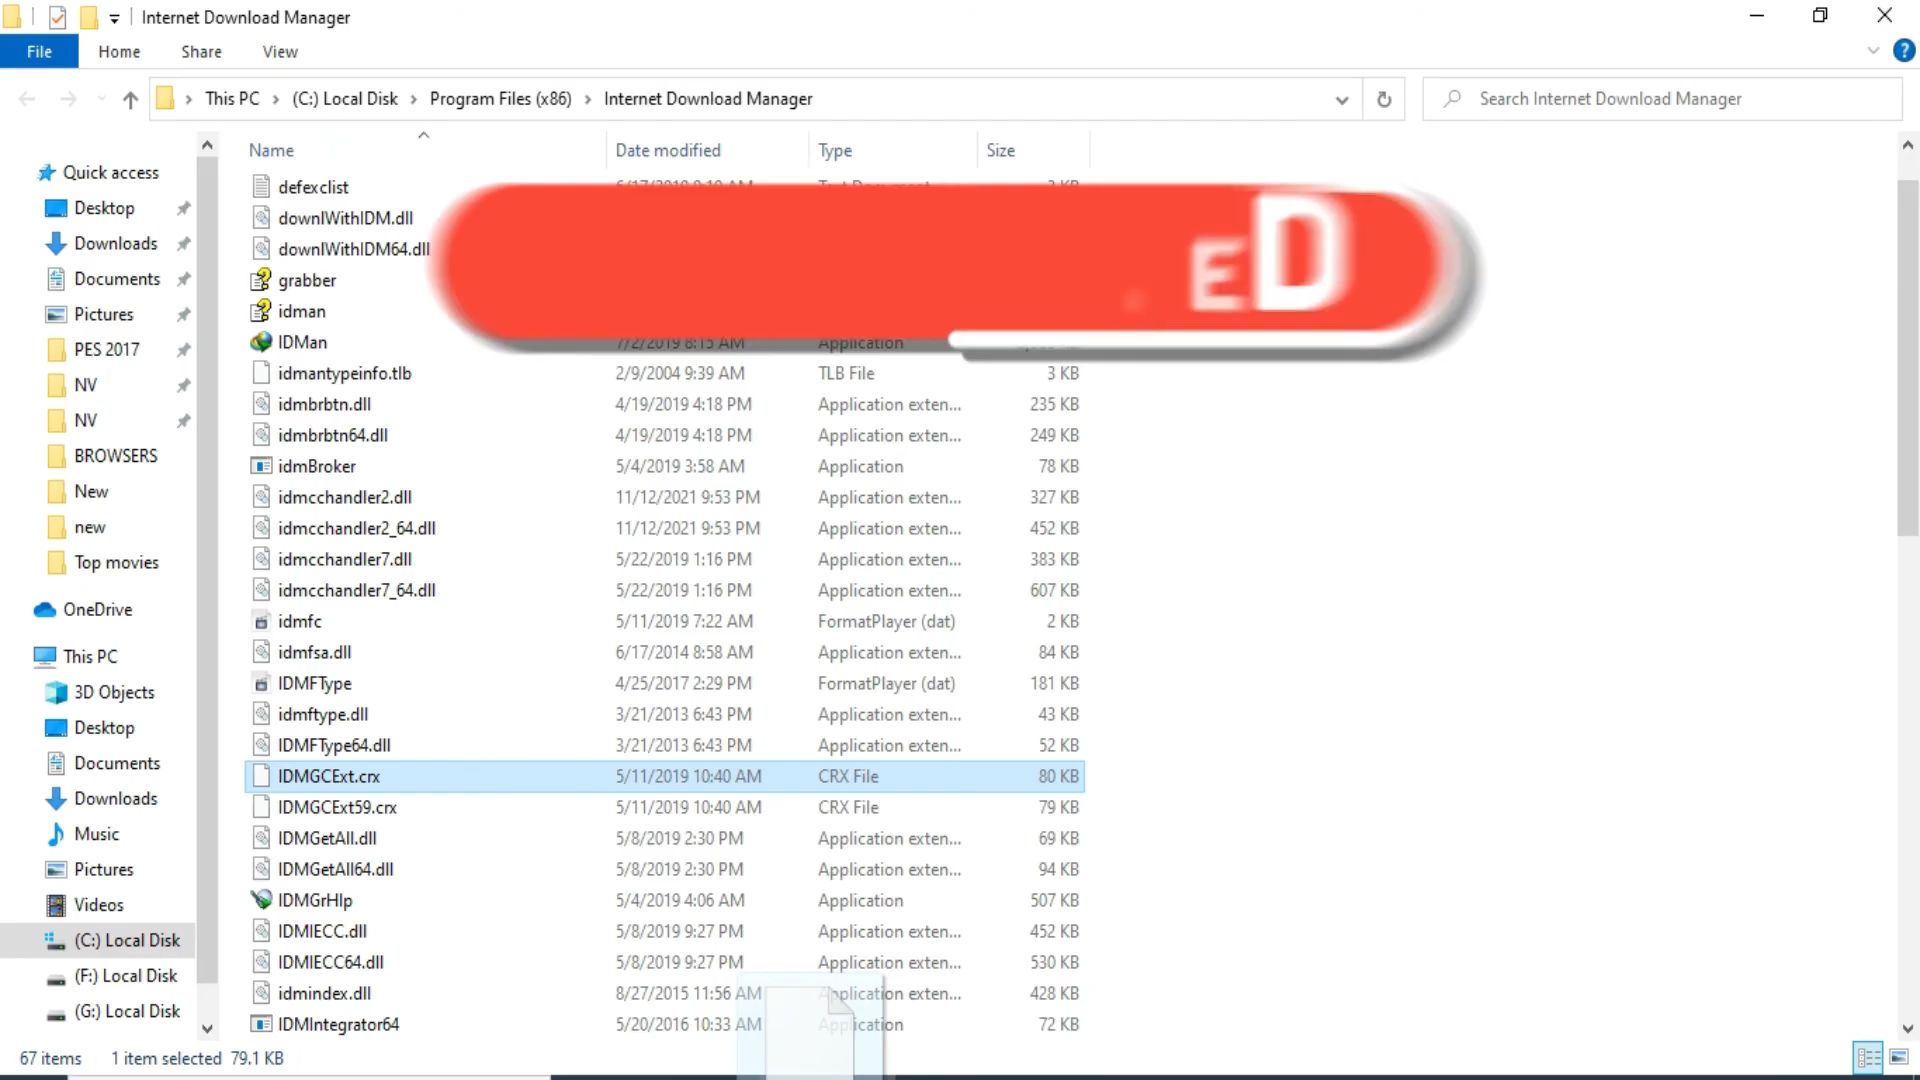 Internet Download Manager
File Home Share View
This PC (C:) Local Disk Program Files (x86) Internet Download Manager
Search Internet Download Manager
Quick access
Desktop
Downloads
Documents
Pictures
PES 2017
NV
NV
BROWSERS
New
new
Top movies
OneDrive
This PC
3D Objects
Desktop
Documents
Downloads
Music
Pictures
Videos
(C:) Local Disk
(F:) Local Disk
(G:) Local Disk
Name Date modified Type Size
defexclist
downlWithIDM.dll
downlWithIDM64.dll
grabber
idman
IDMan 7/2/2019 8:15 AM Application
idmantypeinfo.tlb 2/9/2004 9:39 AM TLB File 3 KB
idmbrbtn.dll 4/19/2019 4:18 PM Application exten... 235 KB
idmbrbtn64.dll 4/19/2019 4:18 PM Application exten... 249 KB
idmBroker 5/4/2019 3:58 AM Application 78 KB
idmcchandler2.dll 11/12/2021 9:53 PM Application exten... 327 KB
idmcchandler2_64.dll 11/12/2021 9:53 PM Application exten... 452 KB
idmcchandler7.dll 5/22/2019 1:16 PM Application exten... 383 KB
idmcchandler7_64.dll 5/22/2019 1:16 PM Application exten... 607 KB
idmfc 5/11/2019 7:22 AM FormatPlayer (dat) 2 KB
idmfsa.dll 6/17/2014 8:58 AM Application exten... 84 KB
IDMFType 4/25/2017 2:29 PM FormatPlayer (dat) 181 KB
idmftype.dll 3/21/2013 6:43 PM Application exten... 43 KB
IDMFType64.dll 3/21/2013 6:43 PM Application exten... 52 KB
IDMGCExt.crx 5/11/2019 10:40 AM CRX File 80 KB
IDMGCExt59.crx 5/11/2019 10:40 AM CRX File 79 KB
IDMGetAll.dll 5/8/2019 2:30 PM Application exten... 69 KB
IDMGetAll64.dll 5/8/2019 2:30 PM Application exten... 94 KB
IDMGrHlp 5/4/2019 4:06 AM Application 507 KB
IDMIECC.dll 5/8/2019 9:27 PM Application exten... 452 KB
IDMIECC64.dll 5/8/2019 9:27 PM Application exten... 530 KB
idmindex.dll 8/27/2015 11:56 AM Application exten... 428 KB
IDMIntegrator64 5/20/2016 10:33 AM Application 72 KB
ED
67 items 1 item selected 79.1 KB